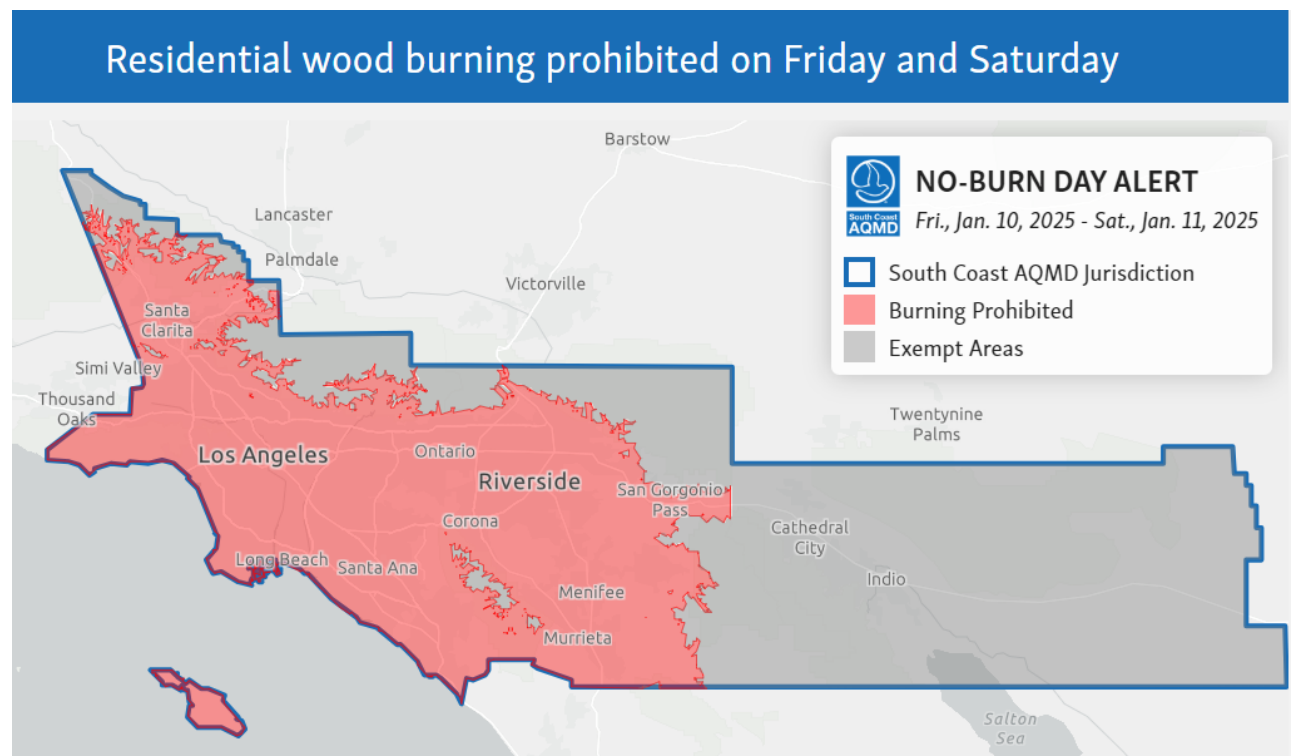 Residential wood burning prohibited on Friday and Saturday
Barstow
South Coast
AQMD
NO-BURN DAY ALERT
Fri., Jan. 10, 2025 - Sat., Jan. 11, 2025
South Coast AQMD Jurisdiction
Burning Prohibited
Exempt Areas
Lancaster
Palmdale
Victorville
Santa
Clarita
Simi Valley
Thousand
Oaks
Twentynine
Palms
Los Angeles
Ontario
Riverside
San Gorgonio
Pass
Corona
Cathedral
City
Long Beach
Santa Ana
Indio
Menifee
Murrieta
Salton
Sea